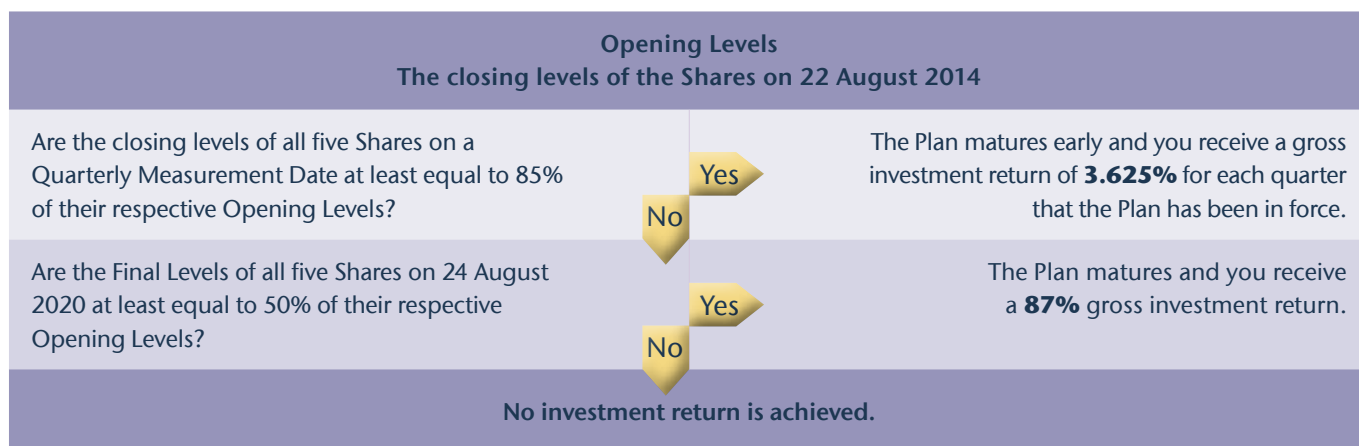 Opening Levels
The closing levels of the Shares on 22 August 2014
Are the closing levels of all five Shares on a
Quarterly Measurement Date at least equal to 85%
of their respective Opening Levels?
Yes
No
The Plan matures early and you receive a gross
investment return of 3.625% for each quarter
that the Plan has been in force.
Are the Final Levels of all five Shares on 24 August
2020 at least equal to 50% of their respective
Opening Levels?
Yes
No
The Plan matures and you receive
a 87% gross investment return.
No investment return is achieved.